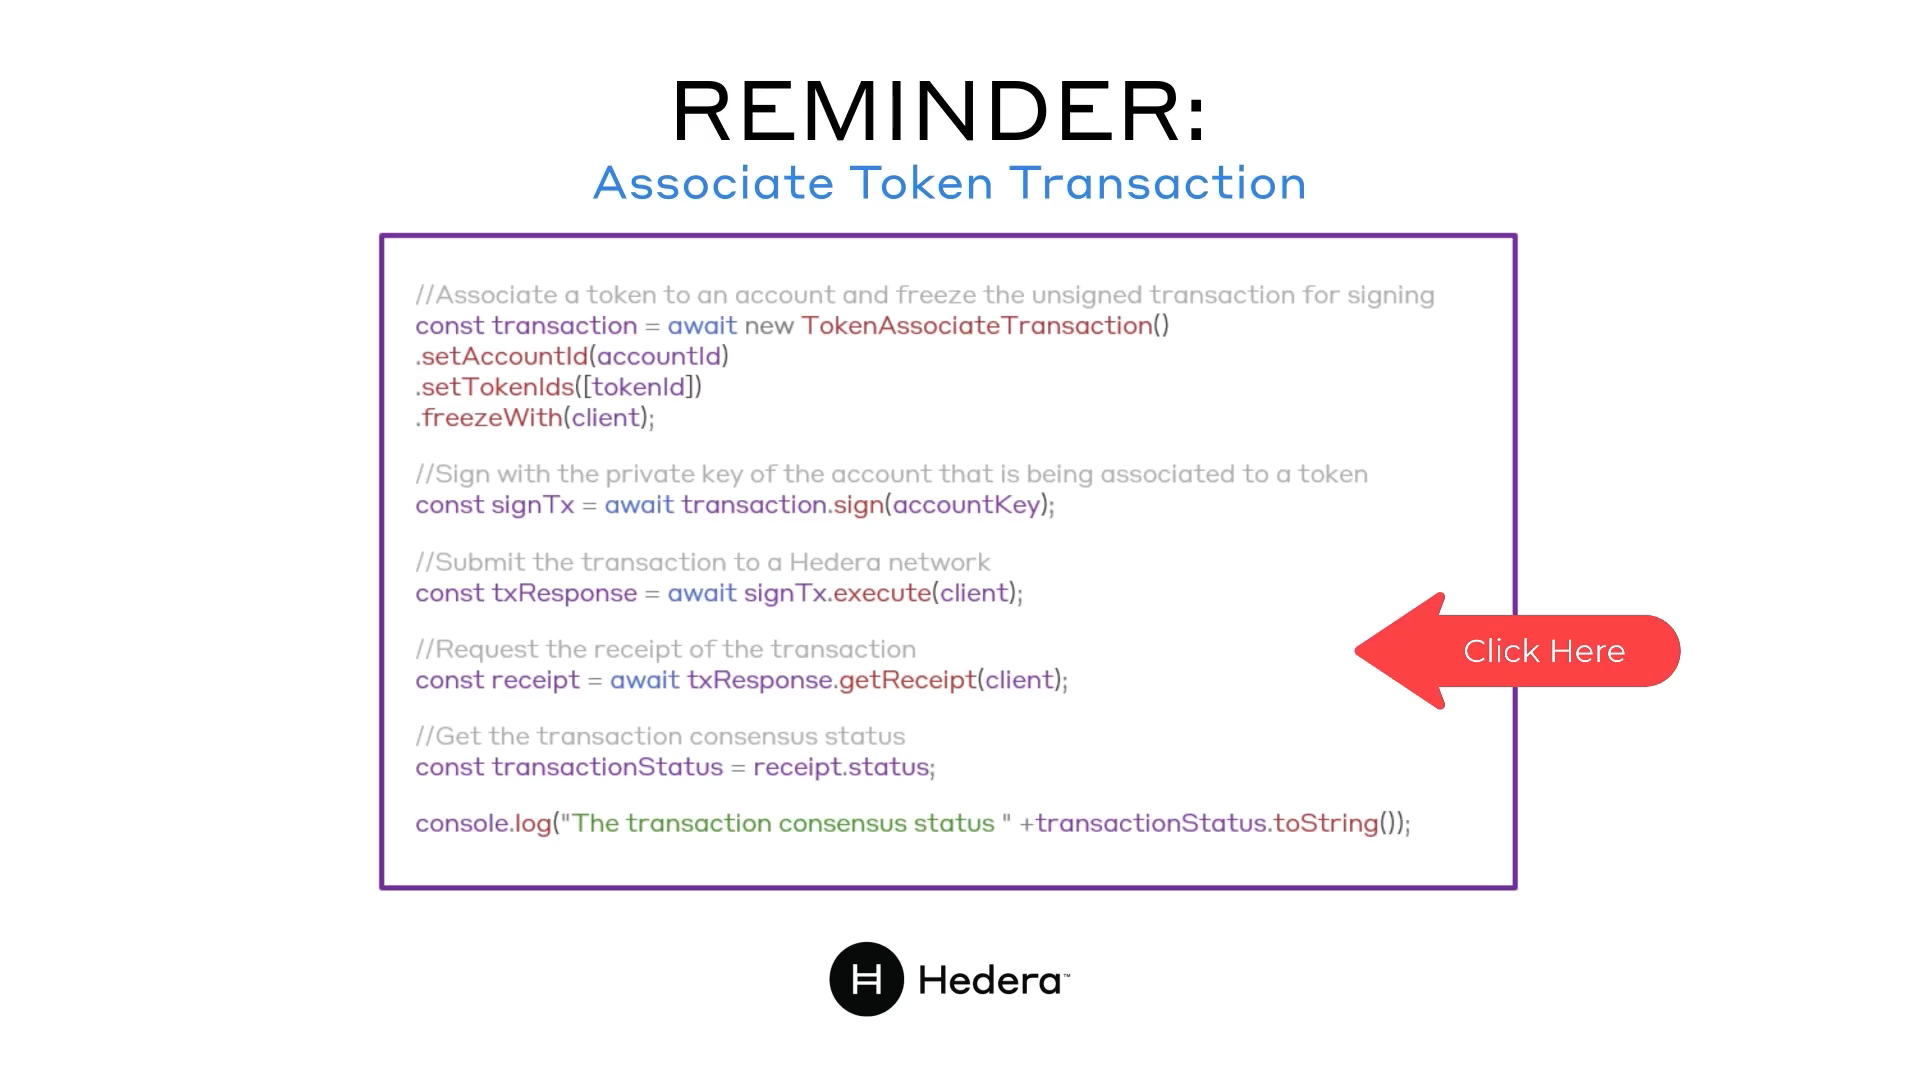 REMINDER:
Associate Token Transaction
//Associate a token to an account and freeze the unsigned transaction for signing
const transaction = await new TokenAssociateTransaction()
.setAccountId(accountId)
.setTokenIds([tokenId])
.freezeWith(client);
//Sign with the private key of the account that is being associated to a token
const signTx = await transaction.sign(accountKey);
//Submit the transaction to a Hedera network
const txResponse = await signTx.execute(client);
//Request the receipt of the transaction
const receipt = await txResponse.getReceipt(client);
Click Here
//Get the transaction consensus status
const transactionStatus = receipt.status;
console.log("The transaction consensus status " +transactionStatus.toString());
H Hedera™